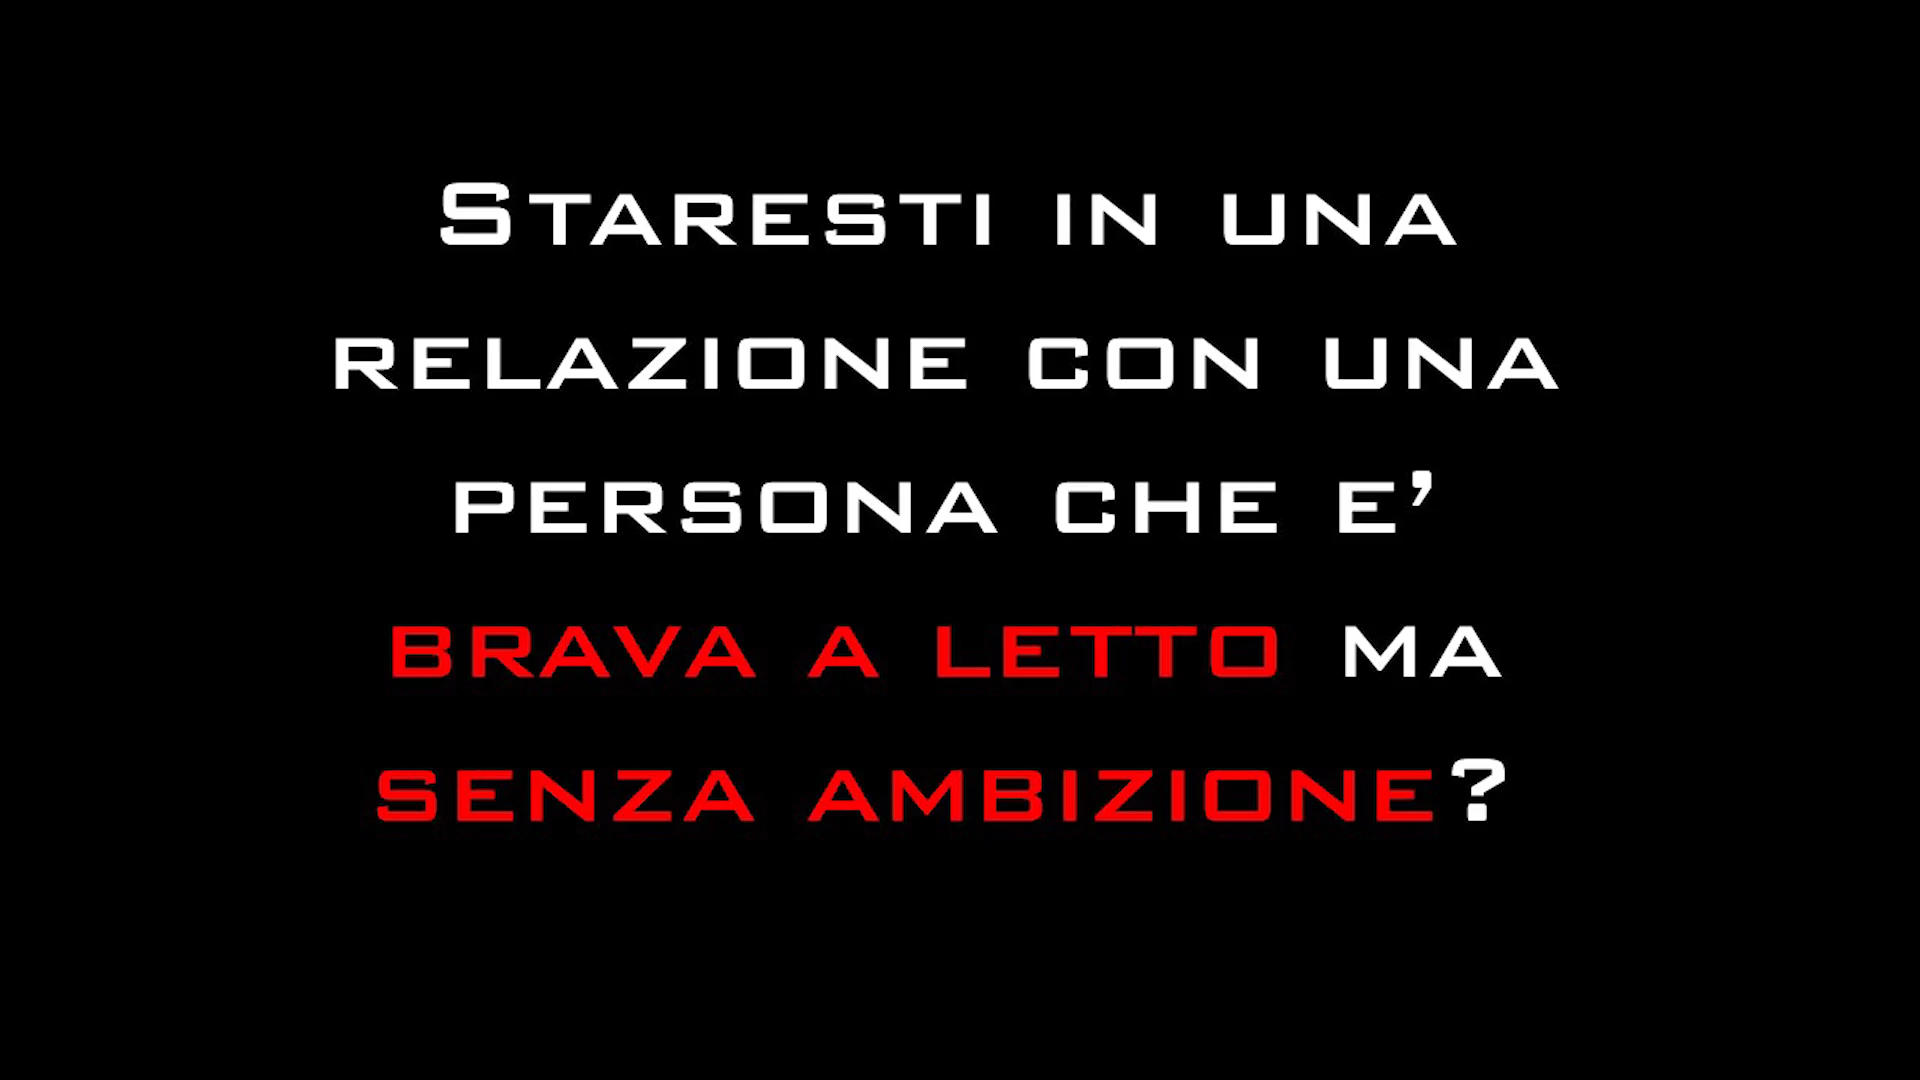 Staresti in una
relazione con una
persona che e’
brava a letto ma
senza ambizione?